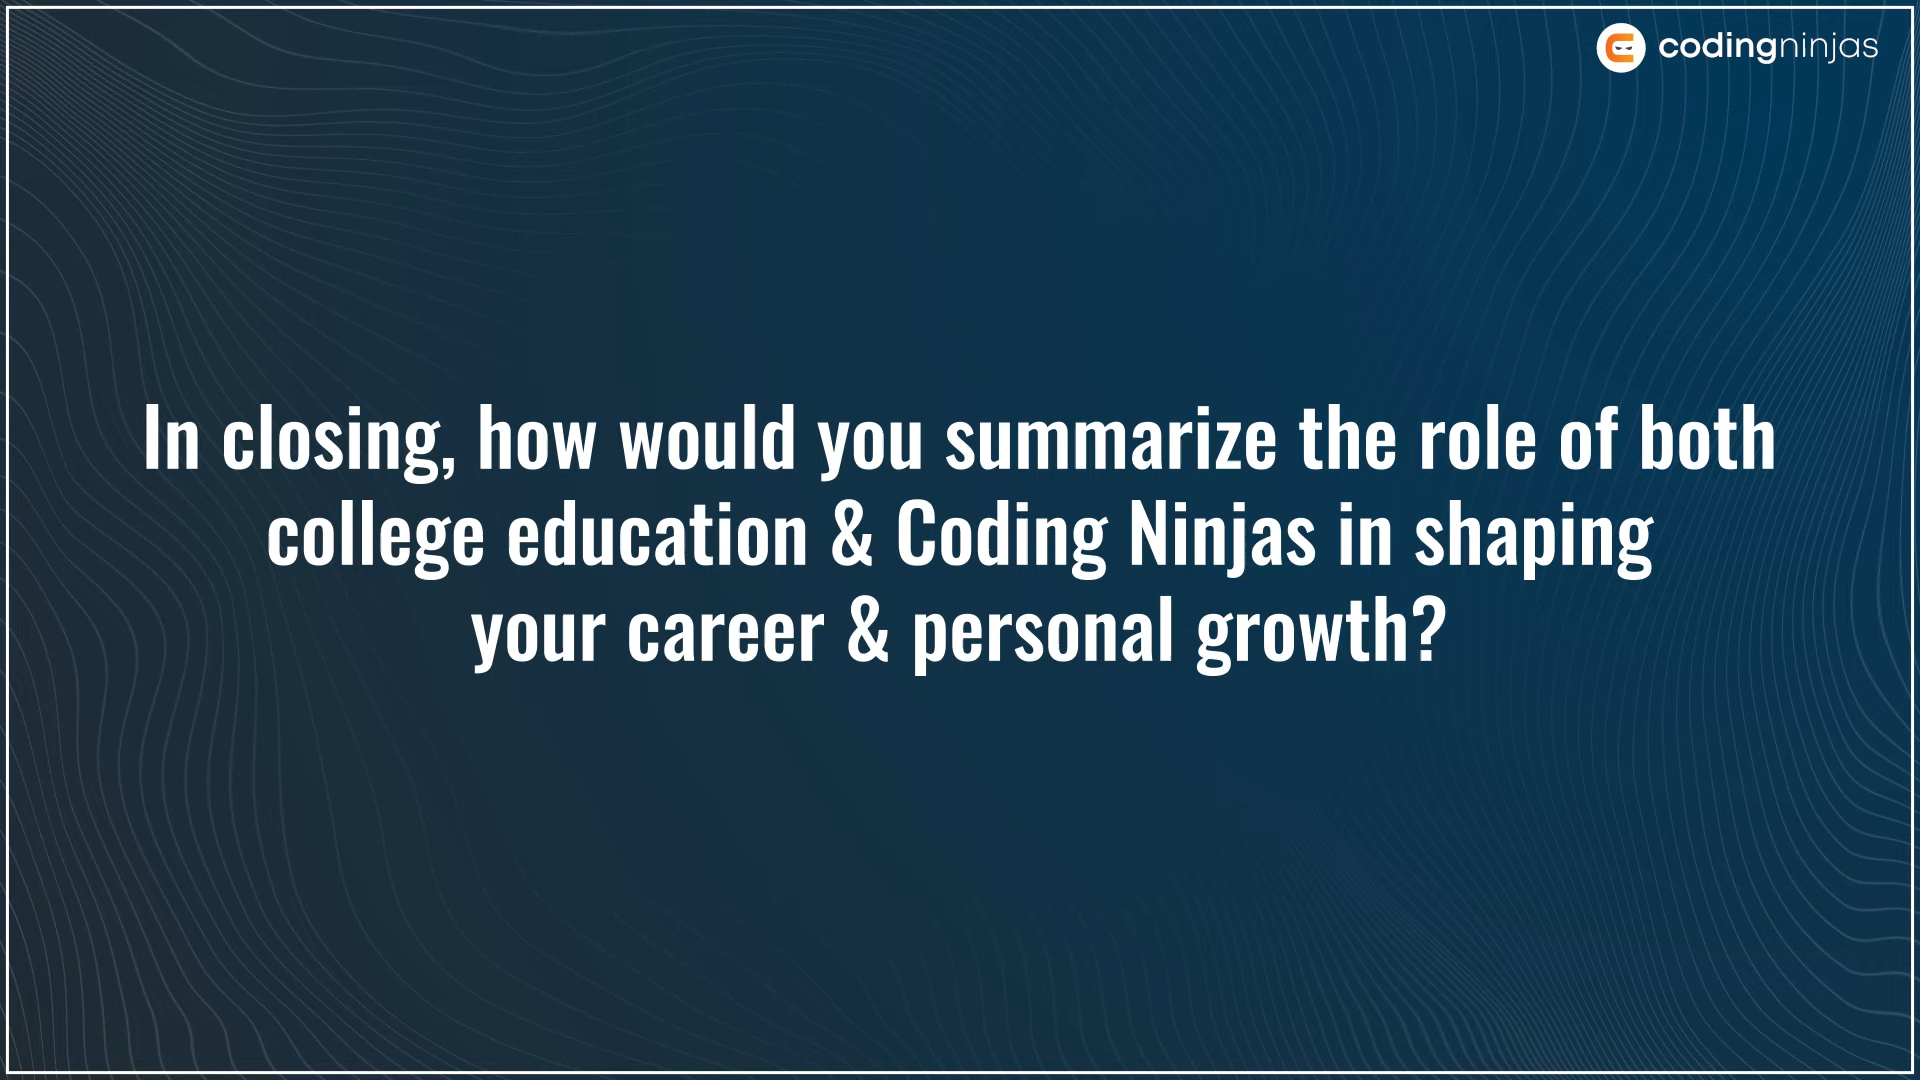 codingninjas
In closing, how would you summarize the role of both
college education & Coding Ninjas in shaping
your career & personal growth?